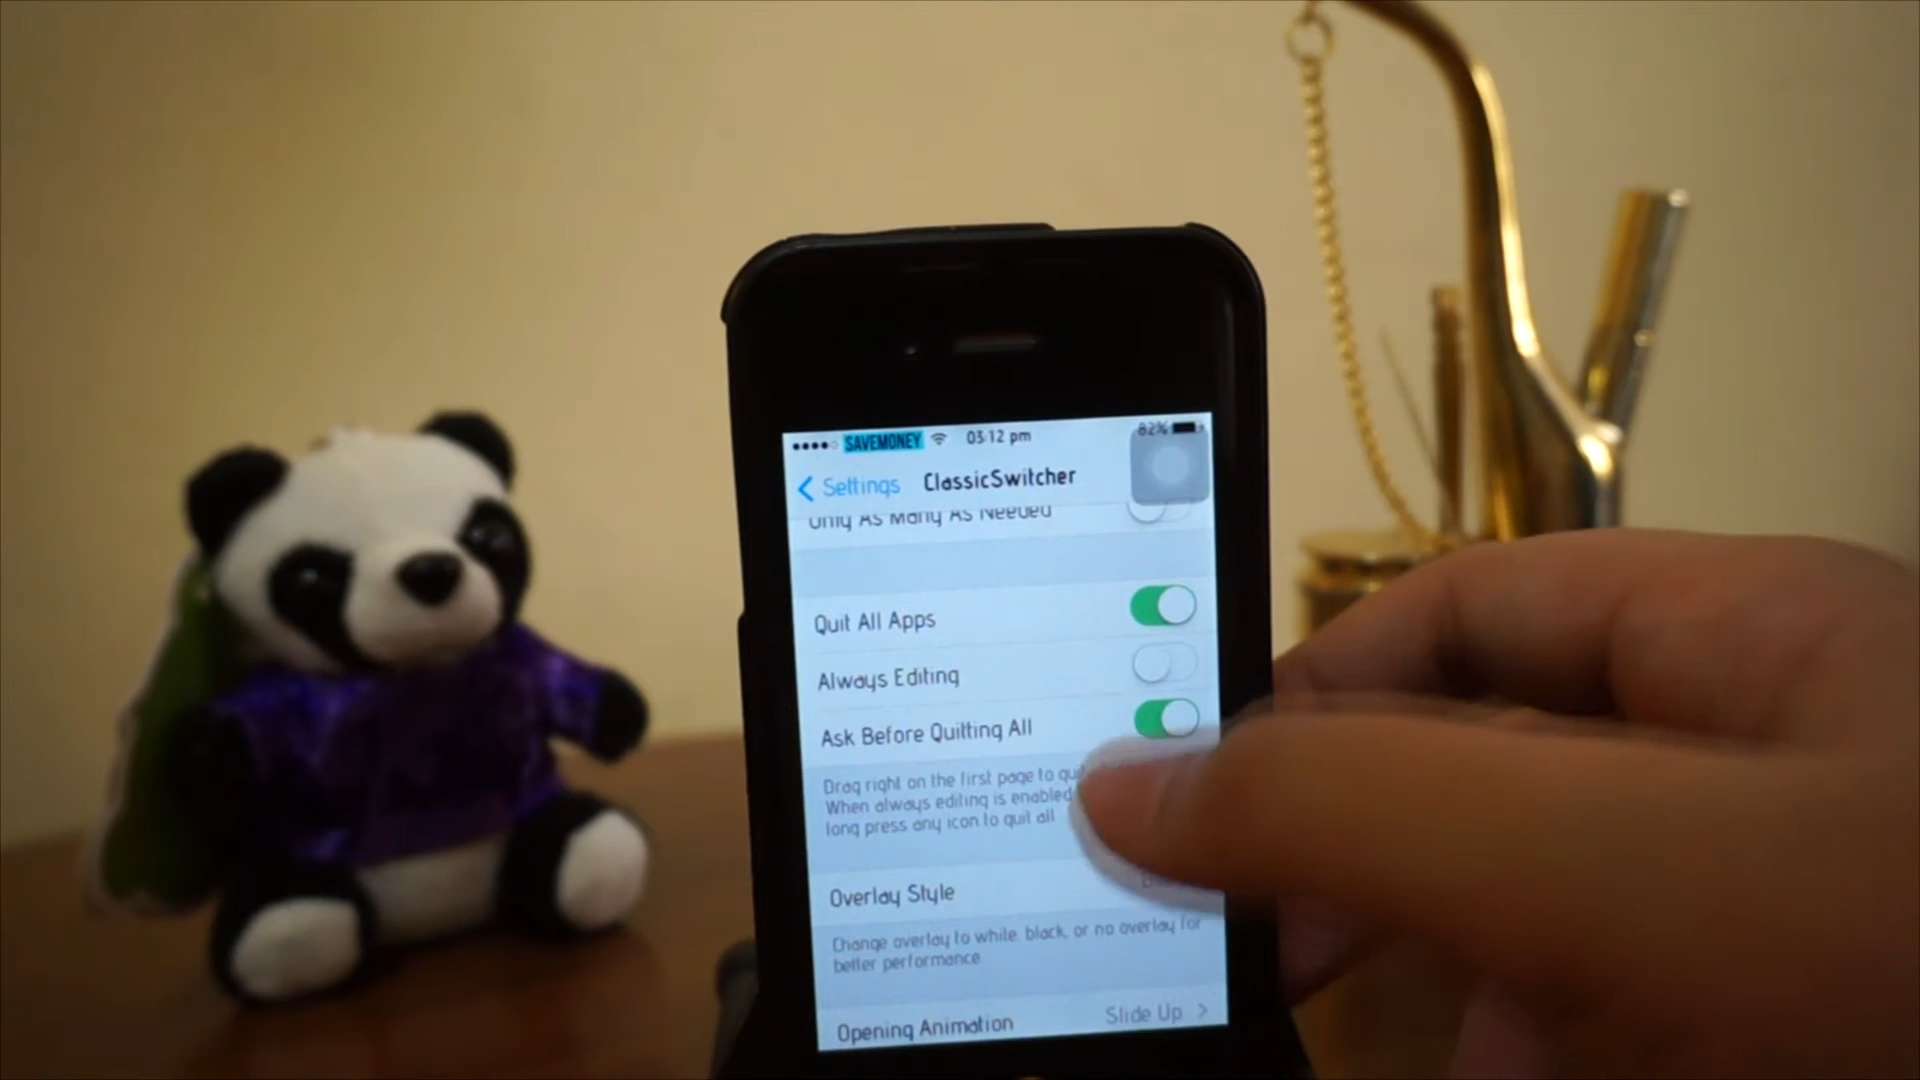 SAVEMONEY 03:12 pm 82%
Settings ClassicSwitcher
Only As Many As Needed
Quit All Apps
Always Editing
Ask Before Quitting All
Drag right on the first page to quit
When always editing is enabled
long press any icon to quit all
Overlay Style
Change overlay to white, black, or no overlay for
better performance.
Opening Animation Slide Up